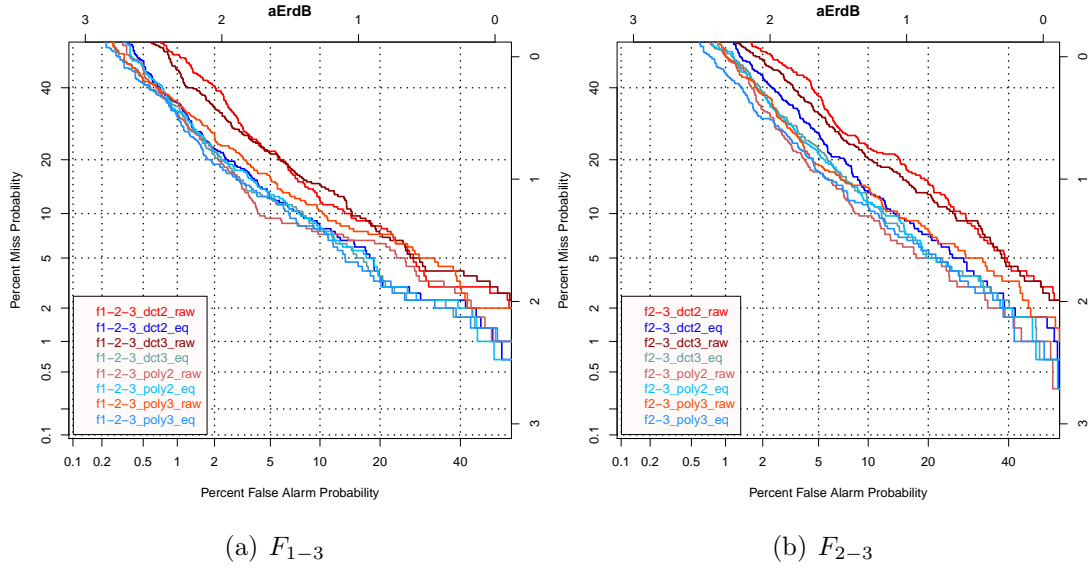 aErdB
3 2 1 0
Percent Miss Probability
40
20
10
5
2
1
0.5
0.1
0
1
2
3
f1−2−3_dct2_raw
f1−2−3_dct2_eq
f1−2−3_dct3_raw
f1−2−3_dct3_eq
f1−2−3_poly2_raw
f1−2−3_poly2_eq
f1−2−3_poly3_raw
f1−2−3_poly3_eq
0.1 0.2 0.5 1 2 5 10 20 40
Percent False Alarm Probability
(a) F1−3
aErdB
3 2 1 0
Percent Miss Probability
40
20
10
5
2
1
0.5
0.1
0
1
2
3
f2−3_dct2_raw
f2−3_dct2_eq
f2−3_dct3_raw
f2−3_dct3_eq
f2−3_poly2_raw
f2−3_poly2_eq
f2−3_poly3_raw
f2−3_poly3_eq
0.1 0.2 0.5 1 2 5 10 20 40
Percent False Alarm Probability
(b) F2−3